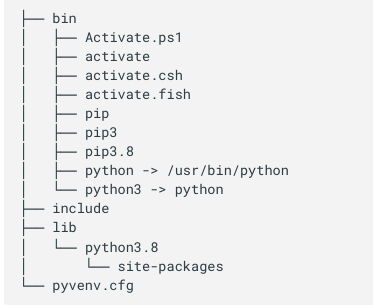 ├── bin
│   ├── Activate.ps1
│   ├── activate
│   ├── activate.csh
│   ├── activate.fish
│   ├── pip
│   ├── pip3
│   ├── pip3.8
│   ├── python -> /usr/bin/python
│   └── python3 -> python
├── include
├── lib
│   └── python3.8
│       └── site-packages
└── pyvenv.cfg